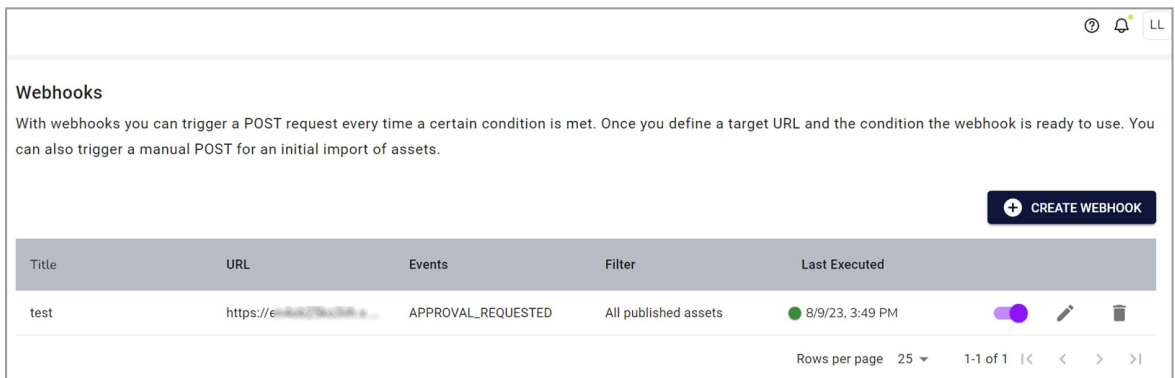 LL
Webhooks
With webhooks you can trigger a POST request every time a certain condition is met. Once you define a target URL and the condition the webhook is ready to use. You
can also trigger a manual POST for an initial import of assets.
CREATE WEBHOOK
Title URL Events Filter Last Executed
test https://e APPROVAL_REQUESTED All published assets 8/9/23, 3:49 PM
Rows per page 25 1-1 of 1